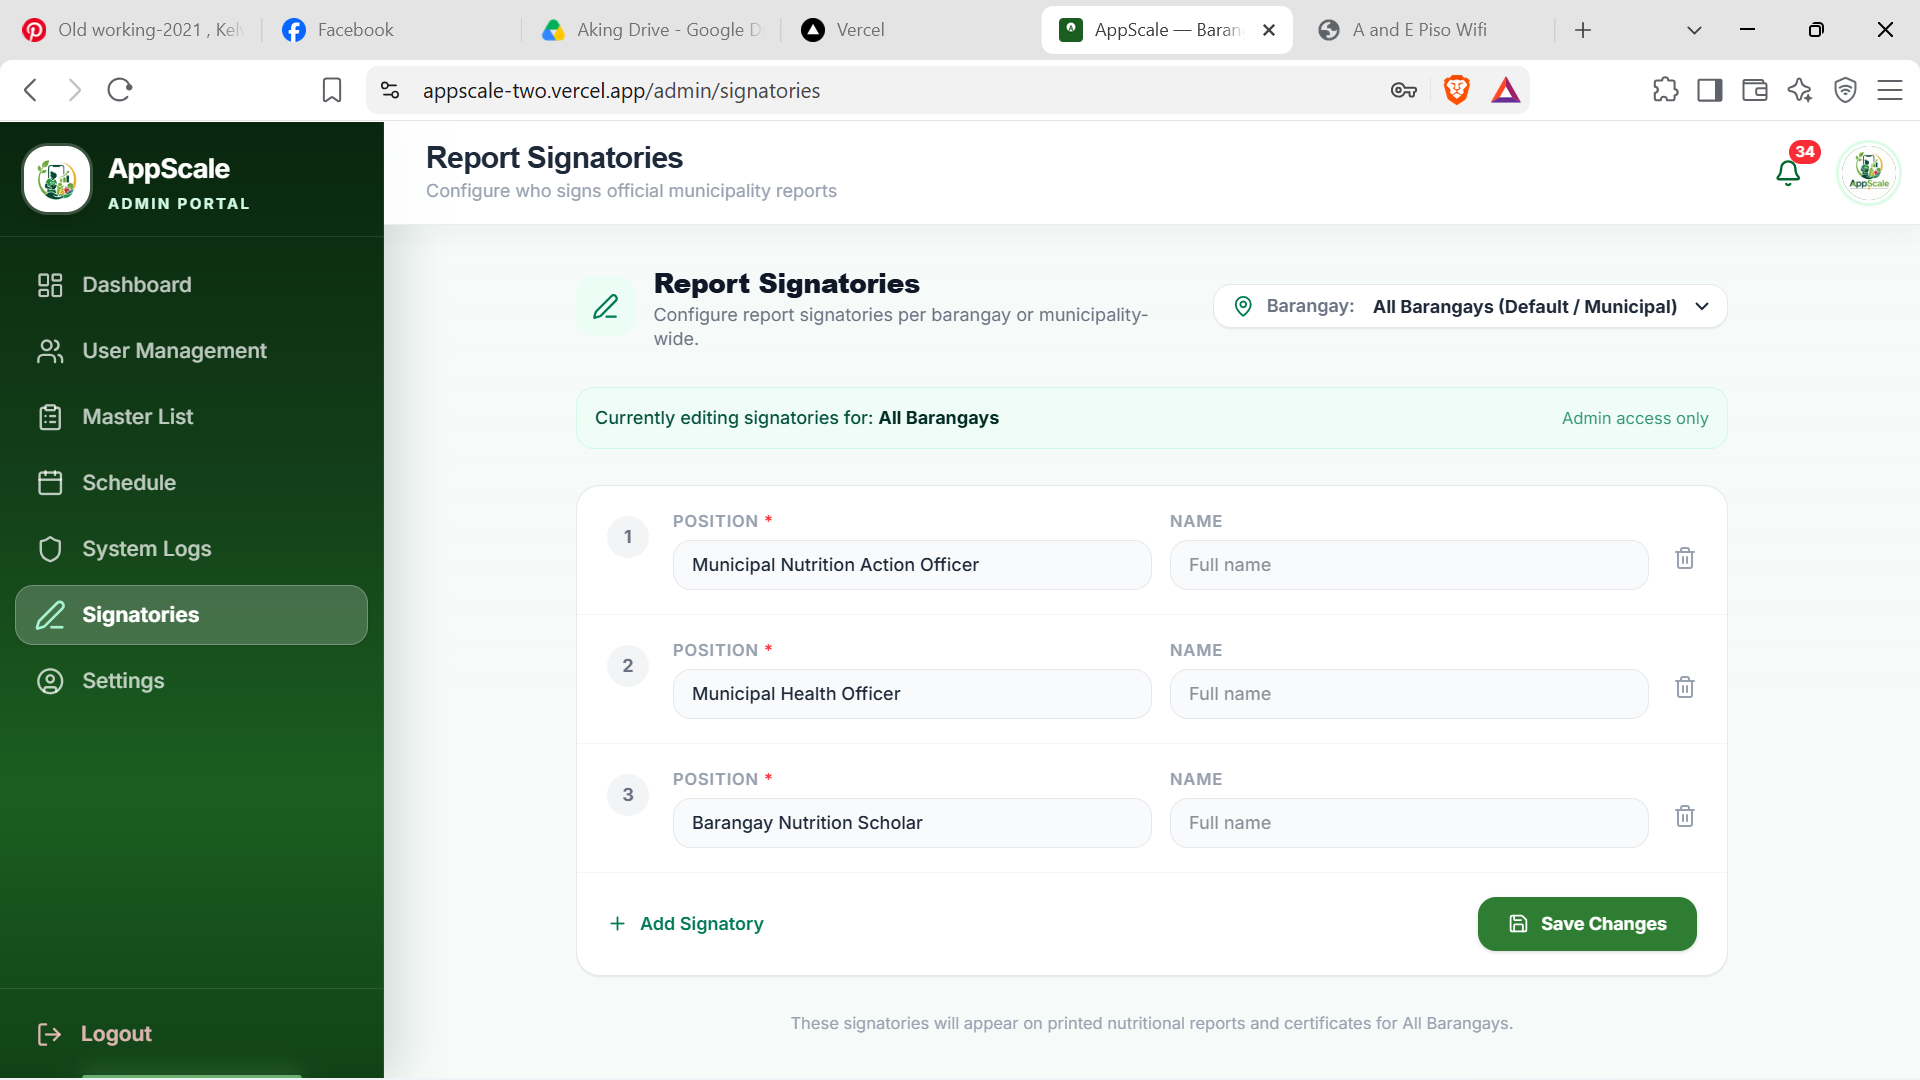 Old working-2021 , Kel
Facebook
Aking Drive - Google D
Vercel
AppScale — Baran
A and E Piso Wifi
appscale-two.vercel.app/admin/signatories
AppScale
ADMIN PORTAL
Dashboard
User Management
Master List
Schedule
System Logs
Signatories
Settings
Logout
Report Signatories
Configure who signs official municipality reports
34
AppScale
Report Signatories
Configure report signatories per barangay or municipality-
wide.
Barangay: All Barangays (Default / Municipal)
Currently editing signatories for: All Barangays
Admin access only
1
POSITION *
NAME
Municipal Nutrition Action Officer
Full name
2
POSITION *
NAME
Municipal Health Officer
Full name
3
POSITION *
NAME
Barangay Nutrition Scholar
Full name
+ Add Signatory
Save Changes
These signatories will appear on printed nutritional reports and certificates for All Barangays.